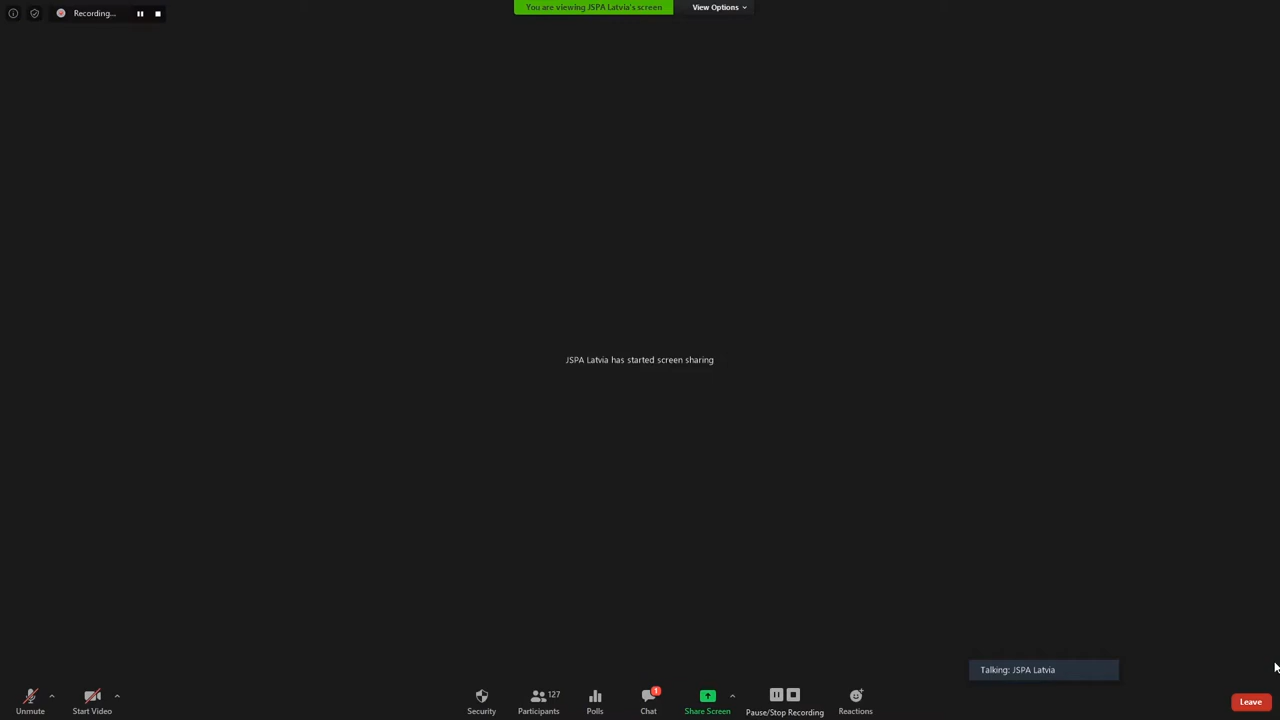 Recording...
You are viewing JSPA Latvia's screen
View Options
JSPA Latvia has started screen sharing
Talking: JSPA Latvia
Unmute
Start Video
Security
127
Participants
Polls
1
Chat
Share Screen
Pause/Stop Recording
Reactions
Leave